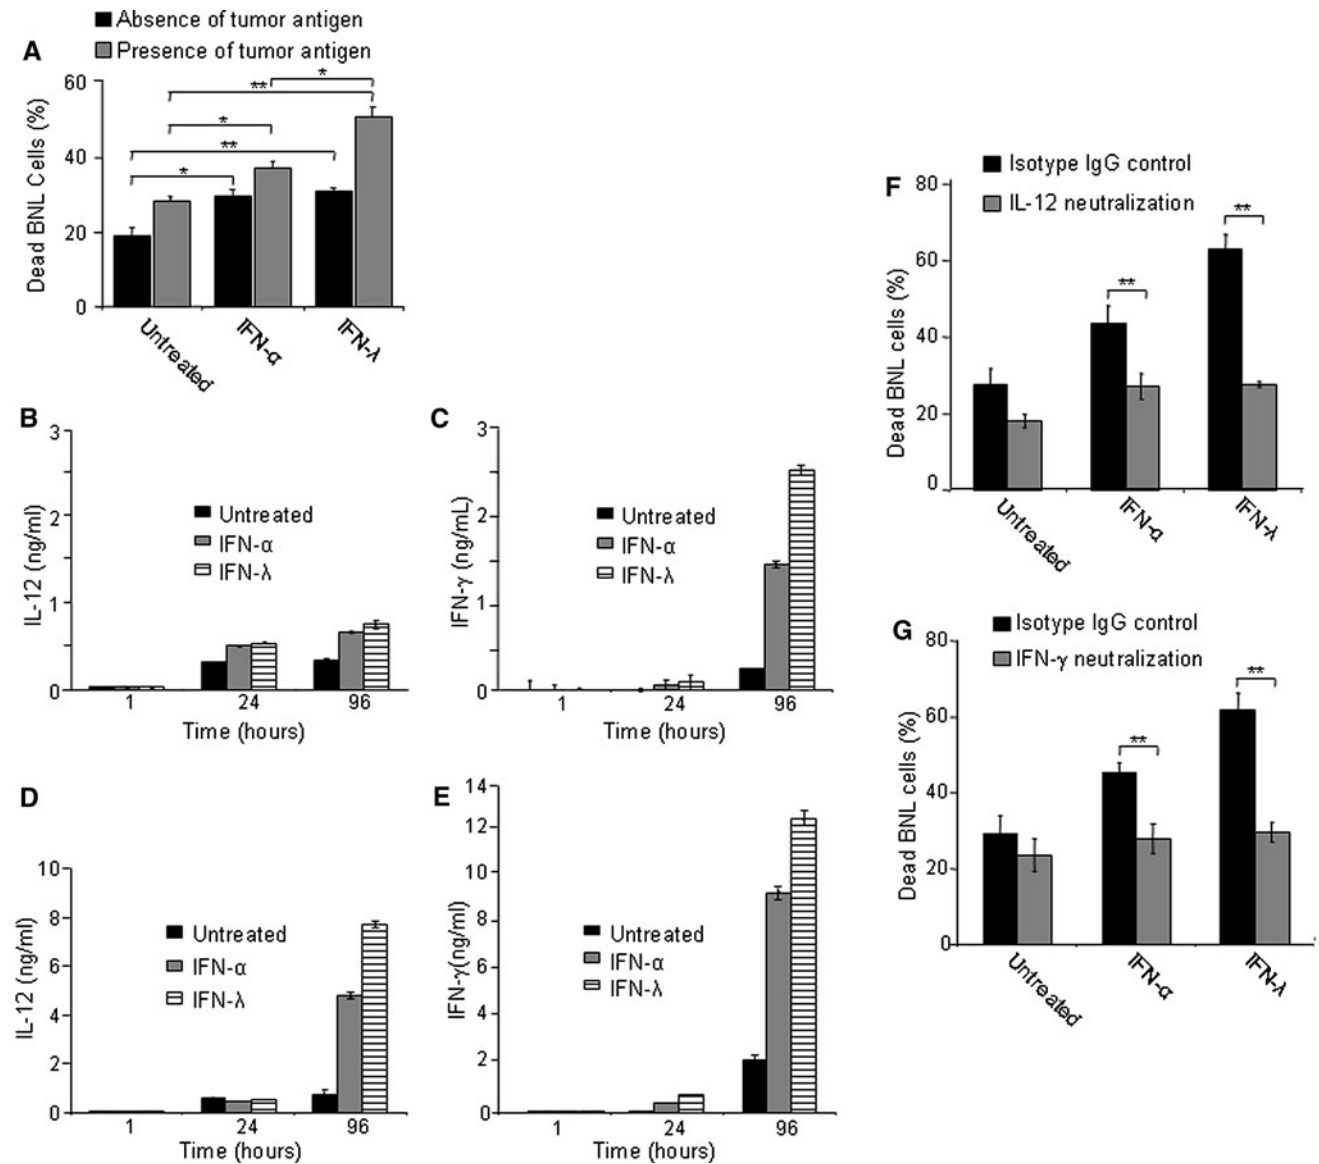 Absence of tumor antigen
A
Presence of tumor antigen
60
40
20
0
Dead BNL Cells (%)
*
**
*
**
*
Untreated
IFN-α
IFN-λ
B
3
2
1
0
IL-12 (ng/ml)
Untreated
IFN-α
IFN-λ
1
24
96
Time (hours)
C
3
2
1
0
IFN-γ (ng/mL)
Untreated
IFN-α
IFN-λ
1
24
96
Time (hours)
D
10
8
6
4
2
0
IL-12 (ng/ml)
Untreated
IFN-α
IFN-λ
1
24
96
Time (hours)
E
14
12
10
8
6
4
2
0
IFN-γ(ng/ml)
Untreated
IFN-α
IFN-λ
1
24
96
Time (hours)
F
Isotype IgG control
IL-12 neutralization
80
60
40
20
0
Dead BNL cells (%)
**
**
Untreated
IFN-α
IFN-λ
G
Isotype IgG control
IFN-γ neutralization
80
60
40
20
0
Dead BNL cells (%)
**
**
Untreated
IFN-α
IFN-λ